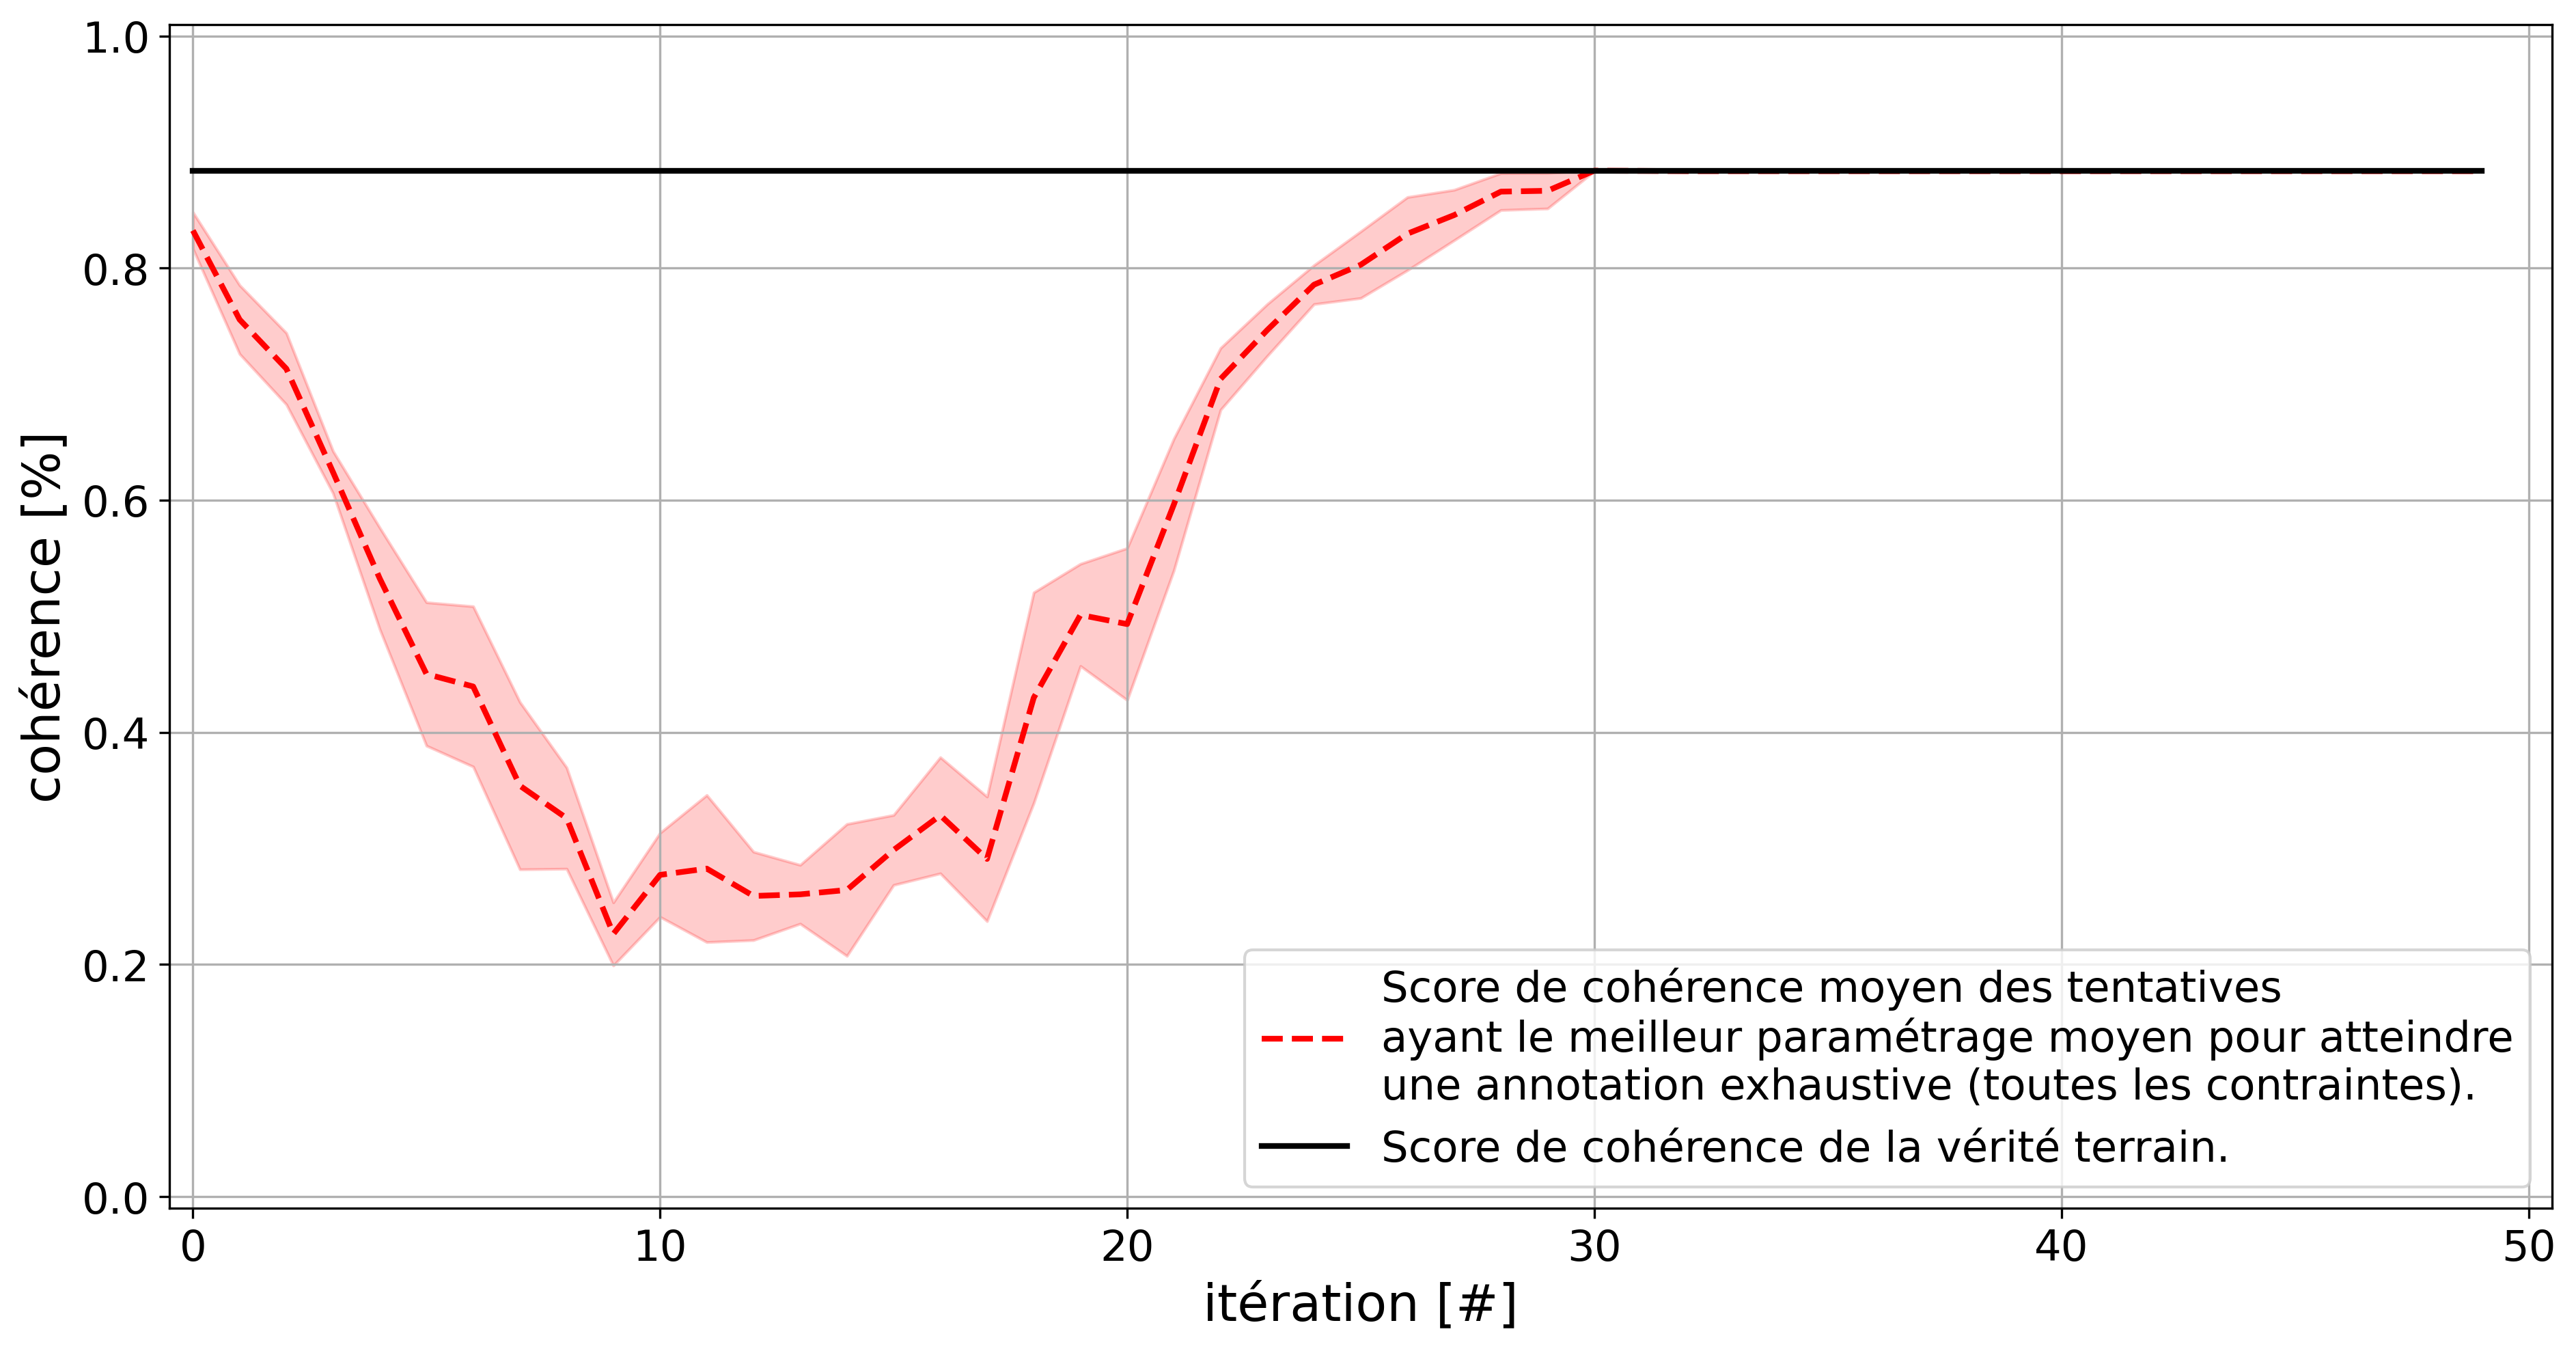 1.0
0.8
0.6
0.4
0.2
0.0
cohérence [%]
0
10
20
30
40
50
itération [#]
Score de cohérence moyen des tentatives
ayant le meilleur paramétrage moyen pour atteindre
une annotation exhaustive (toutes les contraintes).
Score de cohérence de la vérité terrain.